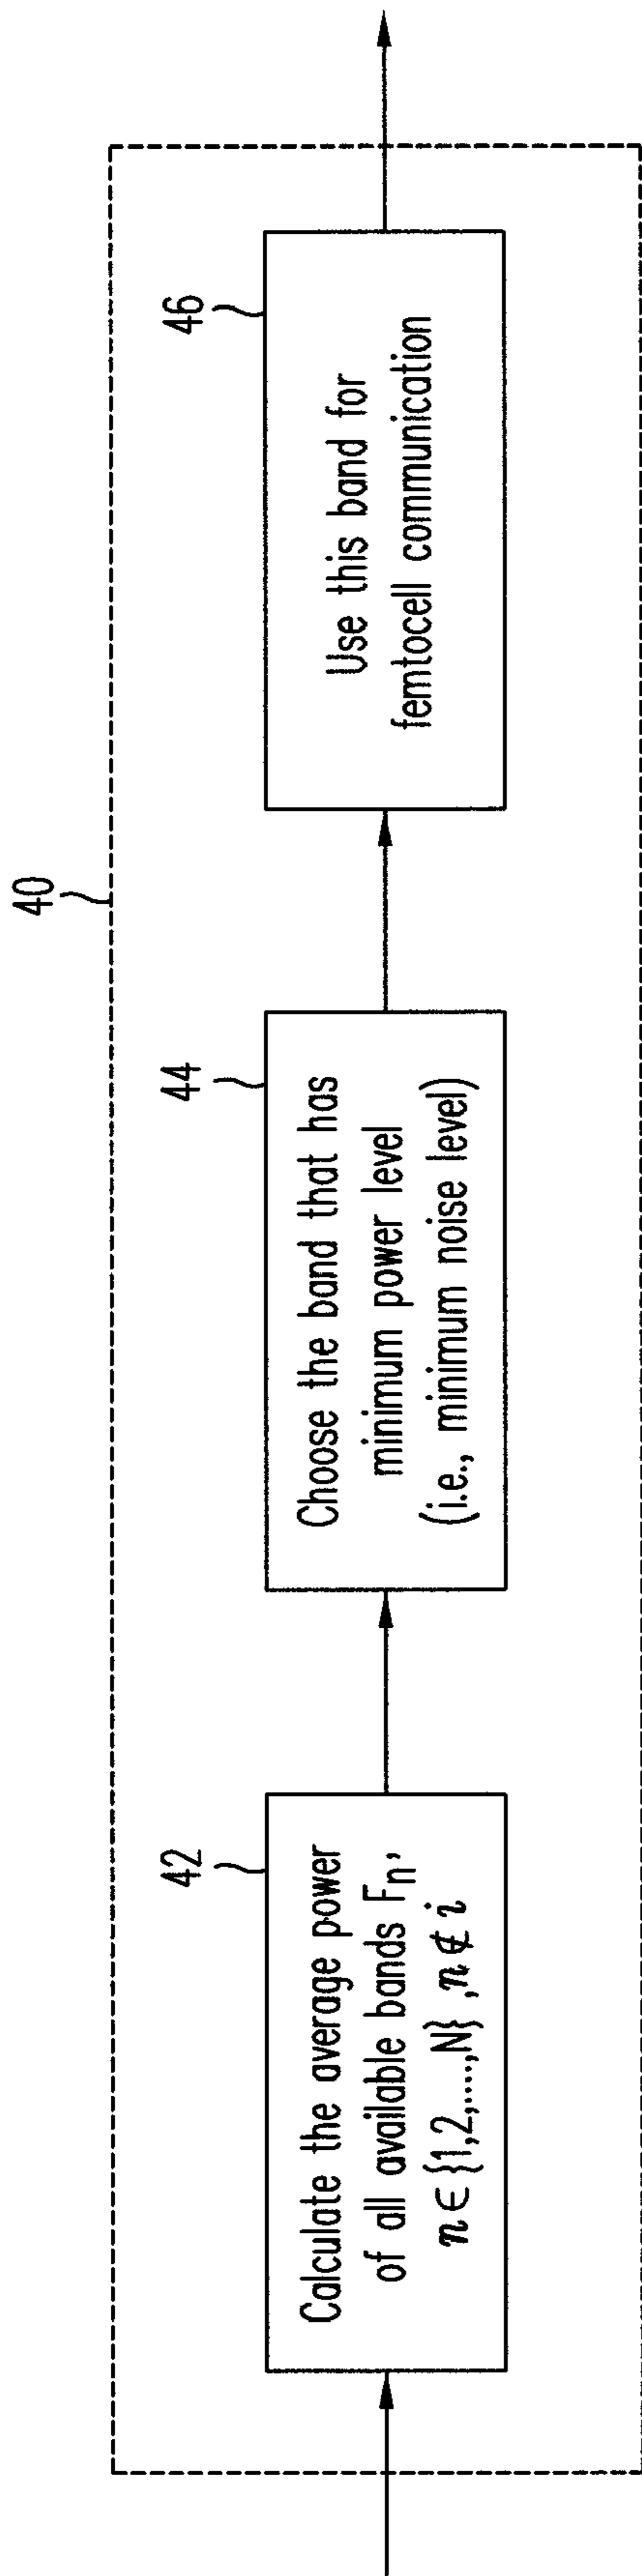 40
42
Calculate the average power
of all available bands Fn,
n ∈ {1,2,....,N} ,n ∉ i
44
Choose the band that has
minimum power level
(i.e., minimum noise level)
46
Use this band for
femtocell communication